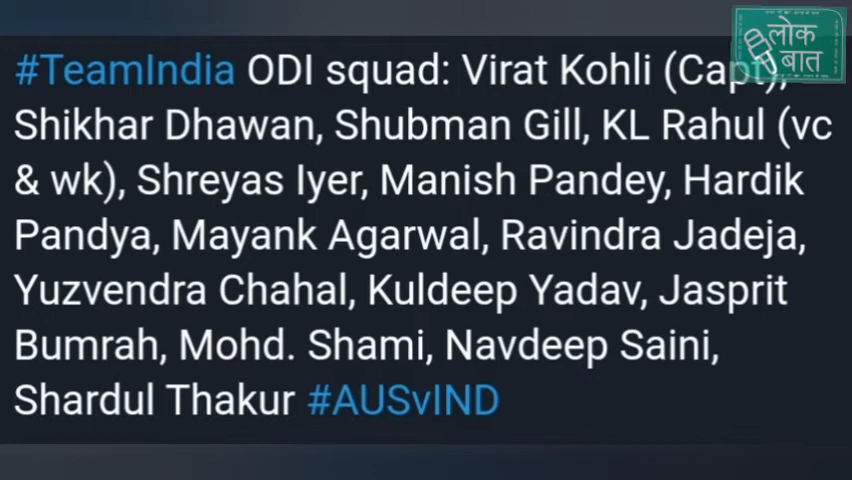 लोक
बात
#TeamIndia ODI squad: Virat Kohli (Capt),
Shikhar Dhawan, Shubman Gill, KL Rahul (vc
& wk), Shreyas Iyer, Manish Pandey, Hardik
Pandya, Mayank Agarwal, Ravindra Jadeja,
Yuzvendra Chahal, Kuldeep Yadav, Jasprit
Bumrah, Mohd. Shami, Navdeep Saini,
Shardul Thakur #AUSvIND